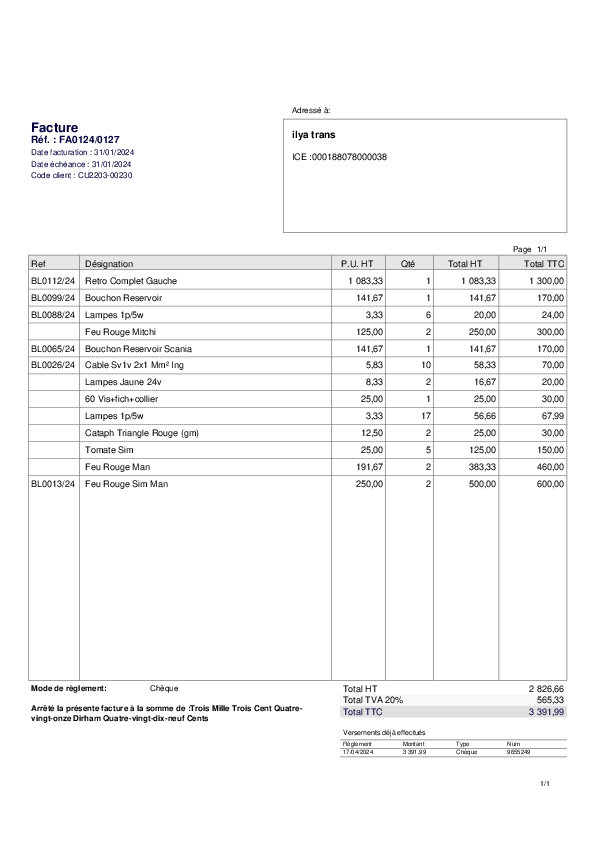 Adressé à:
Facture
Réf. : FA0124/0127
Date facturation : 31/01/2024
Date échéance : 31/01/2024
Code client : CU2203-00230
ilya trans
ICE :000188078000038
Page 1/1
Ref Désignation P.U. HT Qté Total HT Total TTC
BL0112/24 Retro Complet Gauche 1 083,33 1 1 083,33 1 300,00
BL0099/24 Bouchon Reservoir 141,67 1 141,67 170,00
BL0088/24 Lampes 1p/5w 3,33 6 20,00 24,00
Feu Rouge Mitchi 125,00 2 250,00 300,00
BL0065/24 Bouchon Reservoir Scania 141,67 1 141,67 170,00
BL0026/24 Cable Sv1v 2x1 Mm² Ing 5,83 10 58,33 70,00
Lampes Jaune 24v 8,33 2 16,67 20,00
60 Vis+fich+collier 25,00 1 25,00 30,00
Lampes 1p/5w 3,33 17 56,66 67,99
Cataph Triangle Rouge (gm) 12,50 2 25,00 30,00
Tomate Sim 25,00 5 125,00 150,00
Feu Rouge Man 191,67 2 383,33 460,00
BL0013/24 Feu Rouge Sim Man 250,00 2 500,00 600,00
Mode de règlement: Chèque
Arrêté la présente facture à la somme de :Trois Mille Trois Cent Quatre-
vingt-onze Dirham Quatre-vingt-dix-neuf Cents
Total HT 2 826,66
Total TVA 20% 565,33
Total TTC 3 391,99
Versements déjà effectués
Règlement Montant Type Num
17/04/2024 3 391,99 Chèque 9655249
1/1